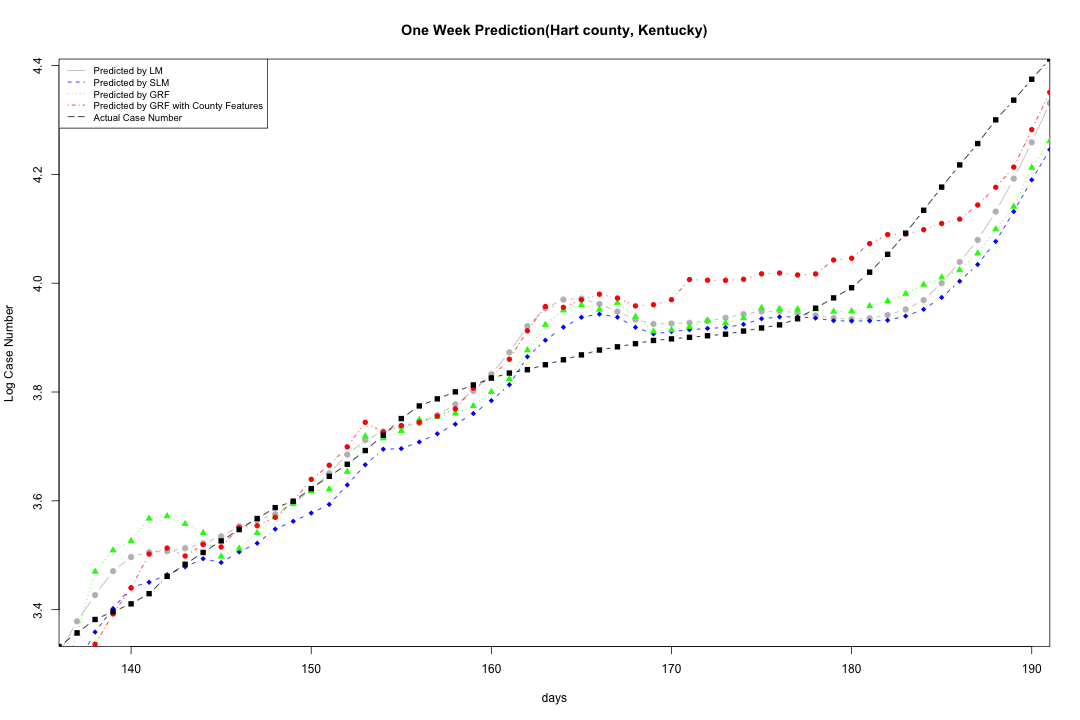 One Week Prediction(Hart county, Kentucky)
Predicted by LM
Predicted by SLM
Predicted by GRF
Predicted by GRF with County Features
Actual Case Number
4.4
4.2
4.0
3.8
3.6
3.4
Log Case Number
140 150 160 170 180 190
days